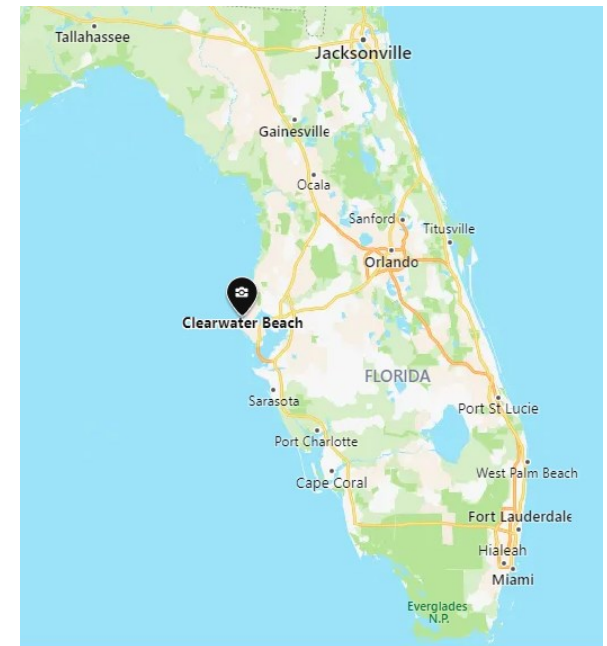 Tallahassee
Jacksonville
Gainesville
Ocala
Sanford
Titusville
Orlando
Clearwater Beach
FLORIDA
Sarasota
Port St Lucie
Port Charlotte
West Palm Beach
Cape Coral
Fort Lauderdale
Hialeah
Miami
Everglades
N.P.